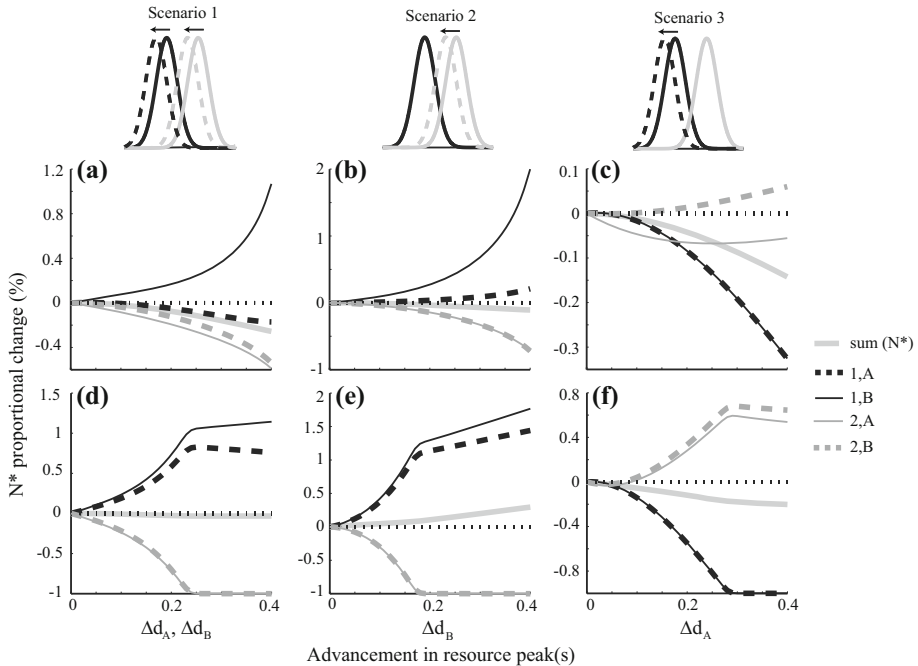 Scenario 1
Scenario 2
Scenario 3
(a)
1.2
0.8
0.4
0
-0.4
(b)
2
1
0
-1
(c)
0.1
0
-0.1
-0.2
-0.3
N* proportional change (%)
sum (N*)
1,A
1,B
2,A
2,B
(d)
1.5
1
0.5
0
-0.5
-1
0
0.2
0.4
Δd_A, Δd_B
(e)
2
1.5
1
0.5
0
-0.5
-1
0
0.2
0.4
Δd_B
(f)
0.8
0.4
0
-0.4
-0.8
0
0.2
0.4
Δd_A
Advancement in resource peak(s)